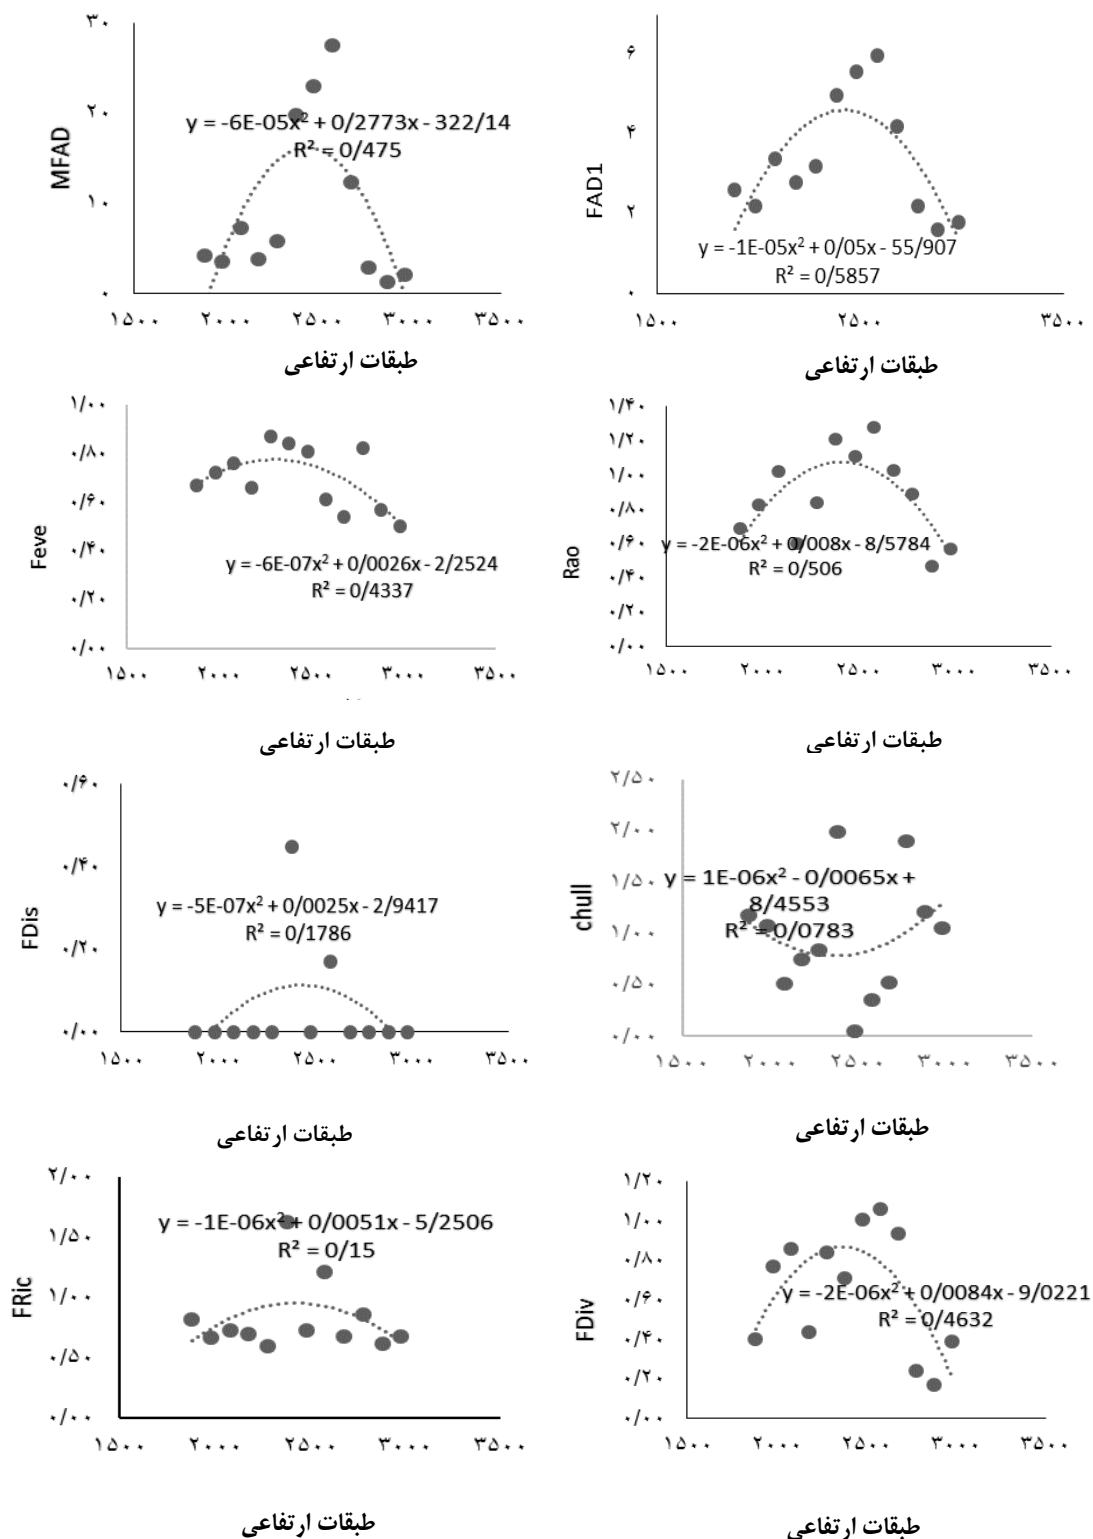 MFAD
۳۰
۲۰
۱۰
۰
y = -6E-05x² + 0/2773x - 322/14
R² = 0/475
۱۵۰۰ ۲۰۰۰ ۲۵۰۰ ۳۰۰۰ ۳۵۰۰
طبقات ارتفاعی
FAD1
۶
۴
۲
۰
y = -1E-05x² + 0/05x - 55/907
R² = 0/5857
۱۵۰۰ ۲۵۰۰ ۳۵۰۰
طبقات ارتفاعی
Feve
۱/۰۰
۰/۸۰
۰/۶۰
۰/۴۰
۰/۲۰
۰/۰۰
y = -6E-07x² + 0/0026x - 2/2524
R² = 0/4337
۱۵۰۰ ۲۰۰۰ ۲۵۰۰ ۳۰۰۰ ۳۵۰۰
طبقات ارتفاعی
Rao
۱/۴۰
۱/۲۰
۱/۰۰
۰/۸۰
۰/۶۰
۰/۴۰
۰/۲۰
۰/۰۰
y = -2E-06x² + 0/008x - 8/5784
R² = 0/506
۱۵۰۰ ۲۰۰۰ ۲۵۰۰ ۳۰۰۰ ۳۵۰۰
طبقات ارتفاعی
FDis
۰/۶۰
۰/۴۰
۰/۲۰
۰/۰۰
y = -5E-07x² + 0/0025x - 2/9417
R² = 0/1786
۱۵۰۰ ۲۰۰۰ ۲۵۰۰ ۳۰۰۰ ۳۵۰۰
طبقات ارتفاعی
chull
۲/۵۰
۲/۰۰
۱/۵۰
۱/۰۰
۰/۵۰
۰/۰۰
y = 1E-06x² - 0/0065x +
8/4553
R² = 0/0783
۱۵۰۰ ۲۰۰۰ ۲۵۰۰ ۳۰۰۰ ۳۵۰۰
طبقات ارتفاعی
FRic
۲/۰۰
۱/۵۰
۱/۰۰
۰/۵۰
۰/۰۰
y = -1E-06x² + 0/0051x - 5/2506
R² = 0/15
۱۵۰۰ ۲۰۰۰ ۲۵۰۰ ۳۰۰۰ ۳۵۰۰
طبقات ارتفاعی
FDiv
۱/۲۰
۱/۰۰
۰/۸۰
۰/۶۰
۰/۴۰
۰/۲۰
۰/۰۰
y = -2E-06x² + 0/0084x - 9/0221
R² = 0/4632
۱۵۰۰ ۲۰۰۰ ۲۵۰۰ ۳۰۰۰ ۳۵۰۰
طبقات ارتفاعی